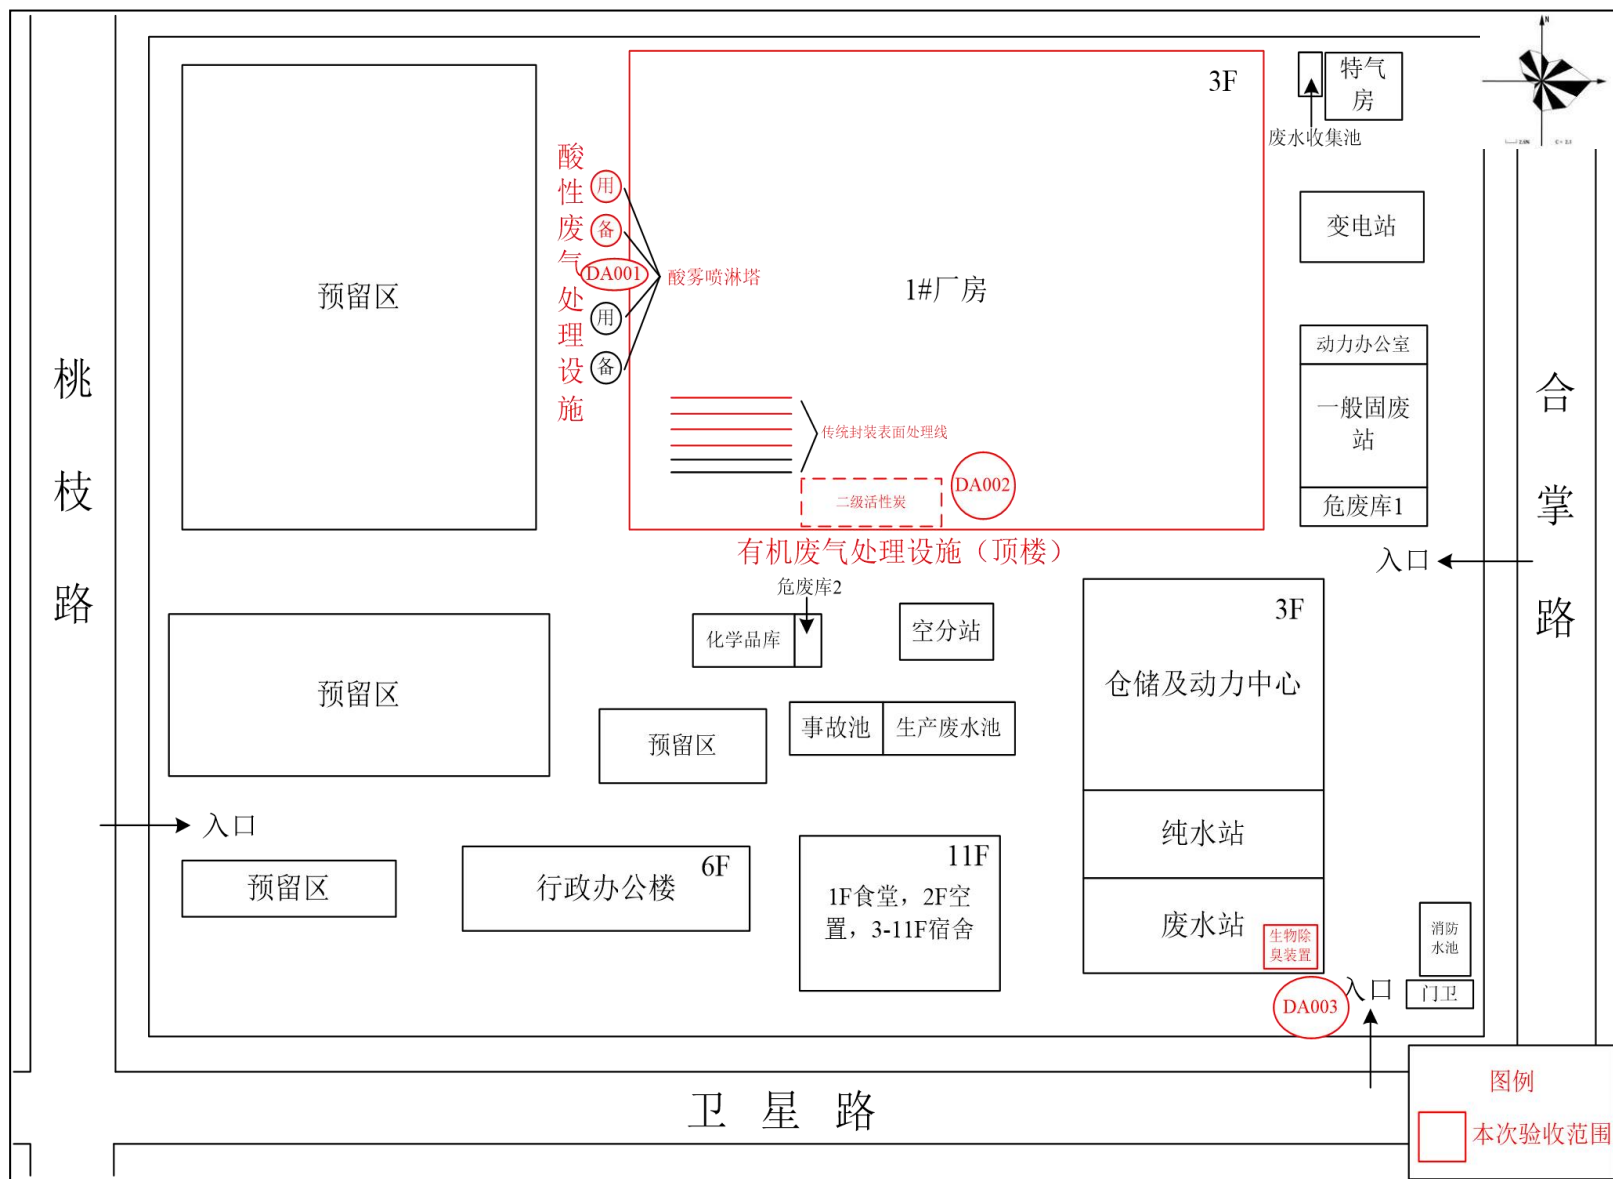 N
3F
特气
房
废水收集池
酸性废气处理设施
用
备
DA001
用
备
酸雾喷淋塔
1#厂房
变电站
预留区
动力办公室
一般固废
站
危废库1
传统封装表面处理线
二级活性炭
DA002
有机废气处理设施（顶楼）
入口
桃枝路
合掌路
危废库2
化学品库
空分站
3F
仓储及动力中心
预留区
预留区
事故池
生产废水池
入口
纯水站
预留区
6F
行政办公楼
11F
1F食堂，2F空
置，3-11F宿舍
废水站
生物除
臭装置
消防
水池
DA003
入口
门卫
卫星路
图例
本次验收范围